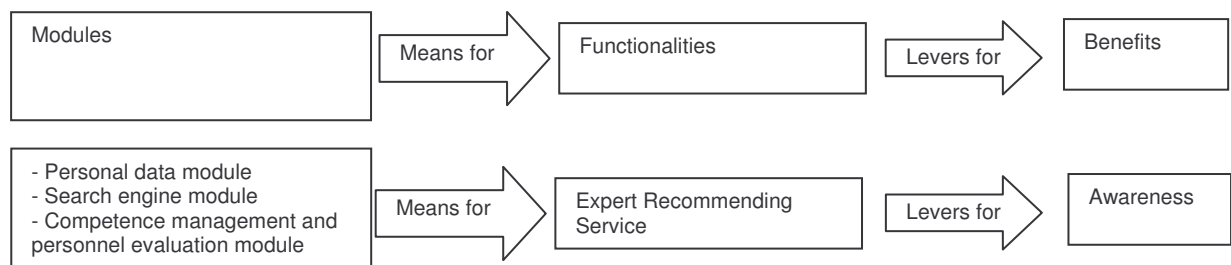 Modules
Means for
Functionalities
Levers for
Benefits
- Personal data module
- Search engine module
- Competence management and
personnel evaluation module
Means for
Expert Recommending
Service
Levers for
Awareness